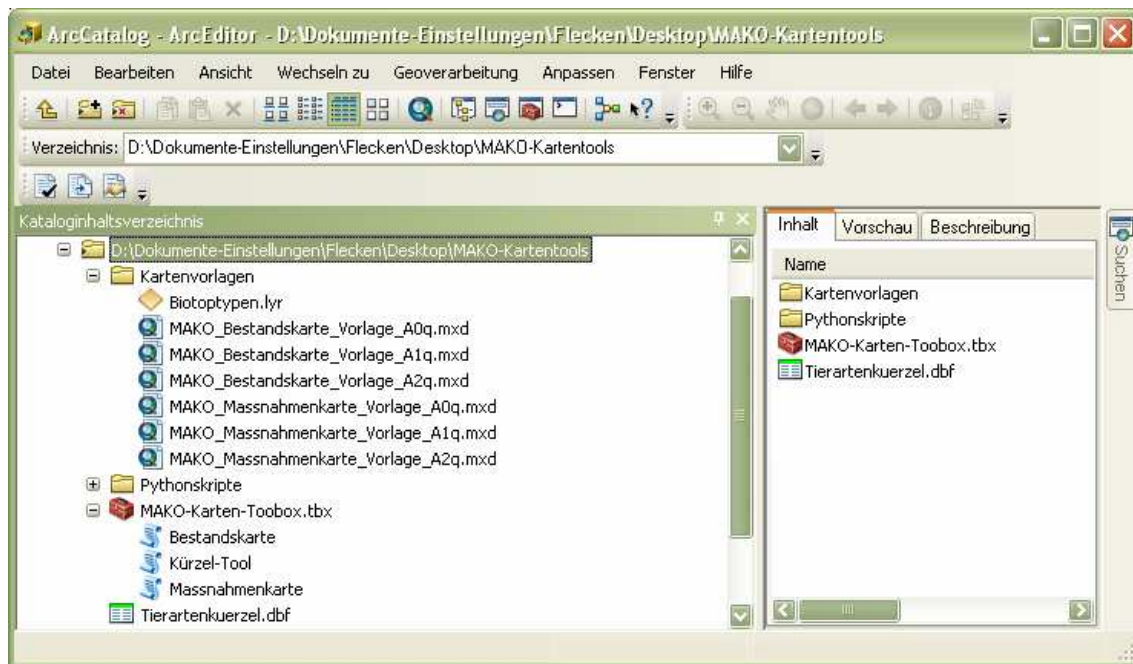 ArcCatalog - ArcEditor - D:\Dokumente-Einstellungen\Flecken\Desktop\MAKO-Kartentools
Datei Bearbeiten Ansicht Wechseln zu Geoverarbeitung Anpassen Fenster Hilfe
Verzeichnis: D:\Dokumente-Einstellungen\Flecken\Desktop\MAKO-Kartentools
Kataloginhaltsverzeichnis
D:\Dokumente-Einstellungen\Flecken\Desktop\MAKO-Kartentools
Kartenvorlagen
Biotoptypen.lyr
MAKO_Bestandskarte_Vorlage_A0q.mxd
MAKO_Bestandskarte_Vorlage_A1q.mxd
MAKO_Bestandskarte_Vorlage_A2q.mxd
MAKO_Massnahmenkarte_Vorlage_A0q.mxd
MAKO_Massnahmenkarte_Vorlage_A1q.mxd
MAKO_Massnahmenkarte_Vorlage_A2q.mxd
Pythonskripte
MAKO-Karten-Toobox.tbx
Bestandskarte
Kürzel-Tool
Massnahmenkarte
Tierartenkuerzel.dbf
Inhalt Vorschau Beschreibung
Name
Kartenvorlagen
Pythonskripte
MAKO-Karten-Toobox.tbx
Tierartenkuerzel.dbf
Suchen